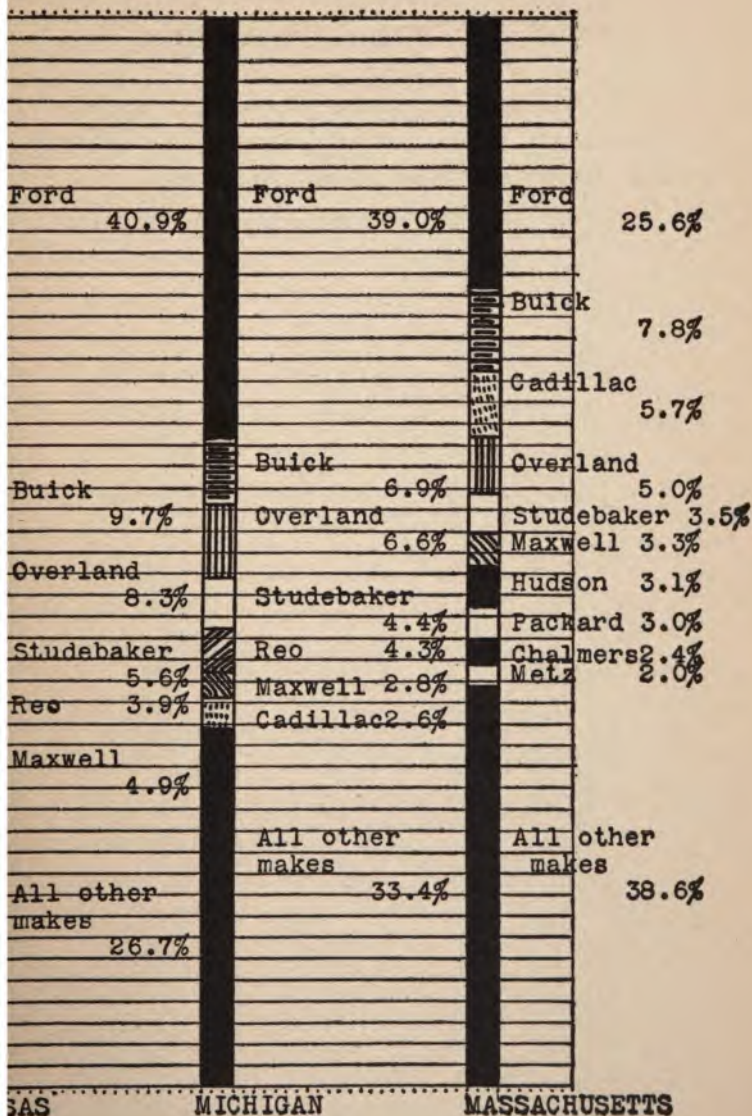 Ford
40.9%
Buick
9.7%
Overland
8.3%
Studebaker
5.6%
Reo 3.9%
Maxwell
4.9%
All other
makes
26.7%
SAS
Ford
39.0%
Buick
6.9%
Overland
6.6%
Studebaker
4.4%
Reo 4.3%
Maxwell 2.8%
Cadillac2.6%
All other
makes
33.4%
MICHIGAN
Ford
25.6%
Buick
7.8%
Cadillac
5.7%
Overland
5.0%
Studebaker 3.5%
Maxwell 3.3%
Hudson 3.1%
Packard 3.0%
Chalmers2.4%
Metz 2.0%
All other
makes
38.6%
MASSACHUSETTS